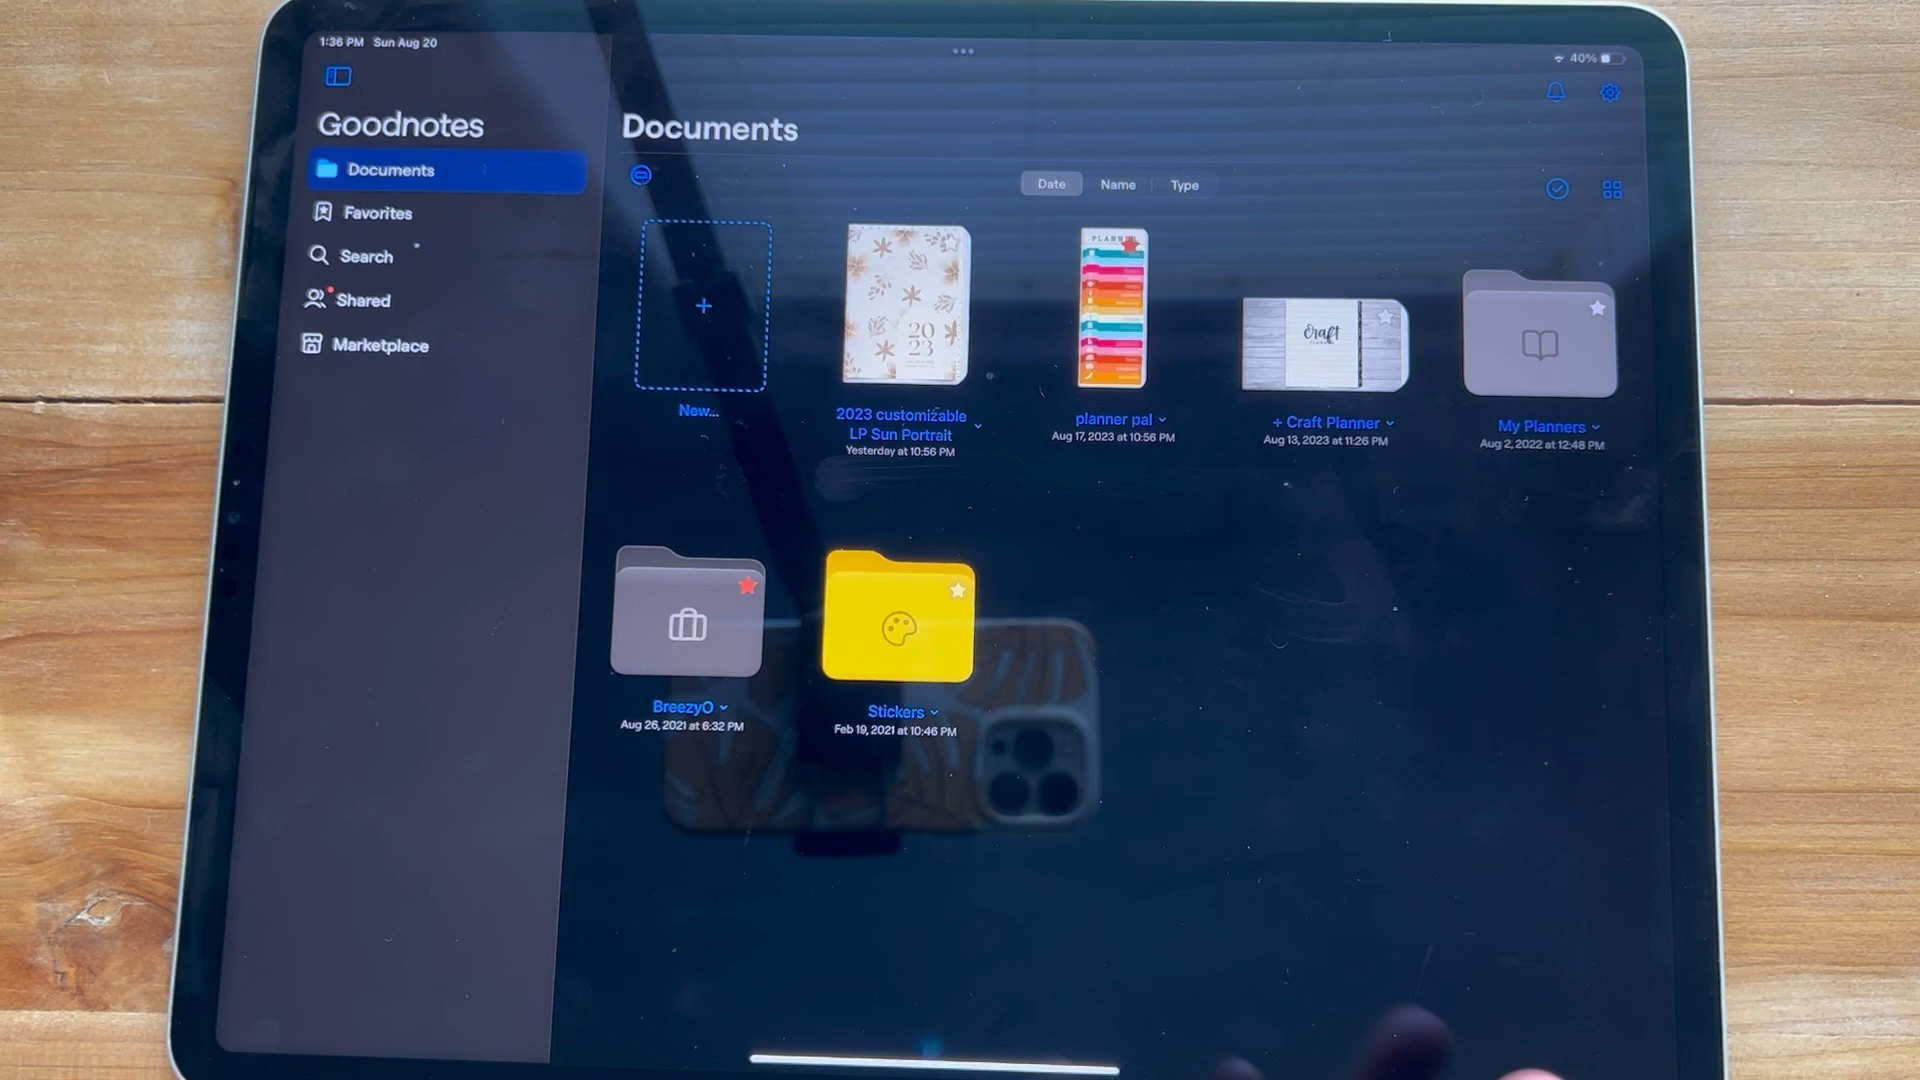 1:36 PM Sun Aug 20
40%
Goodnotes
Documents
Favorites
Search
Shared
Marketplace
Documents
Date
Name
Type
New...
20
23
2023 customizable
LP Sun Portrait
Yesterday at 10:56 PM
planner pal
Aug 17, 2023 at 10:56 PM
craft
+ Craft Planner
Aug 13, 2023 at 11:26 PM
My Planners
Aug 2, 2022 at 12:48 PM
BreezyO
Aug 26, 2021 at 6:32 PM
Stickers
Feb 19, 2021 at 10:46 PM